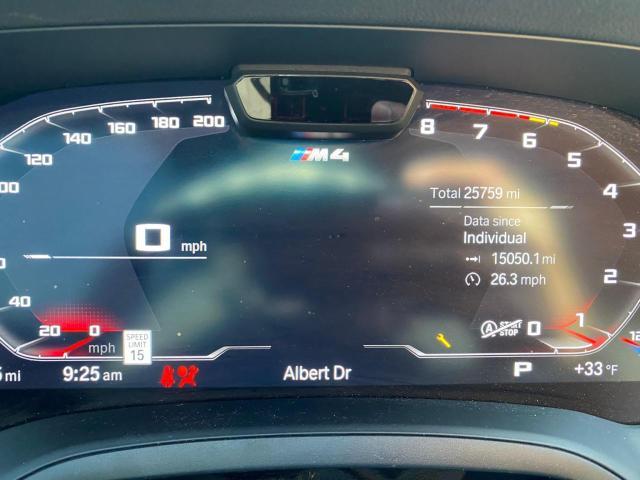 200
180
160
140
120
40
20
0
mph
M4
8
7
6
5
4
3
2
1
0
Total 25759 mi
Data since
Individual
15050.1 mi
26.3 mph
0 mph
SPEED
LIMIT
15
A START
STOP
mi
9:25 am
Albert Dr
P
+33 °F